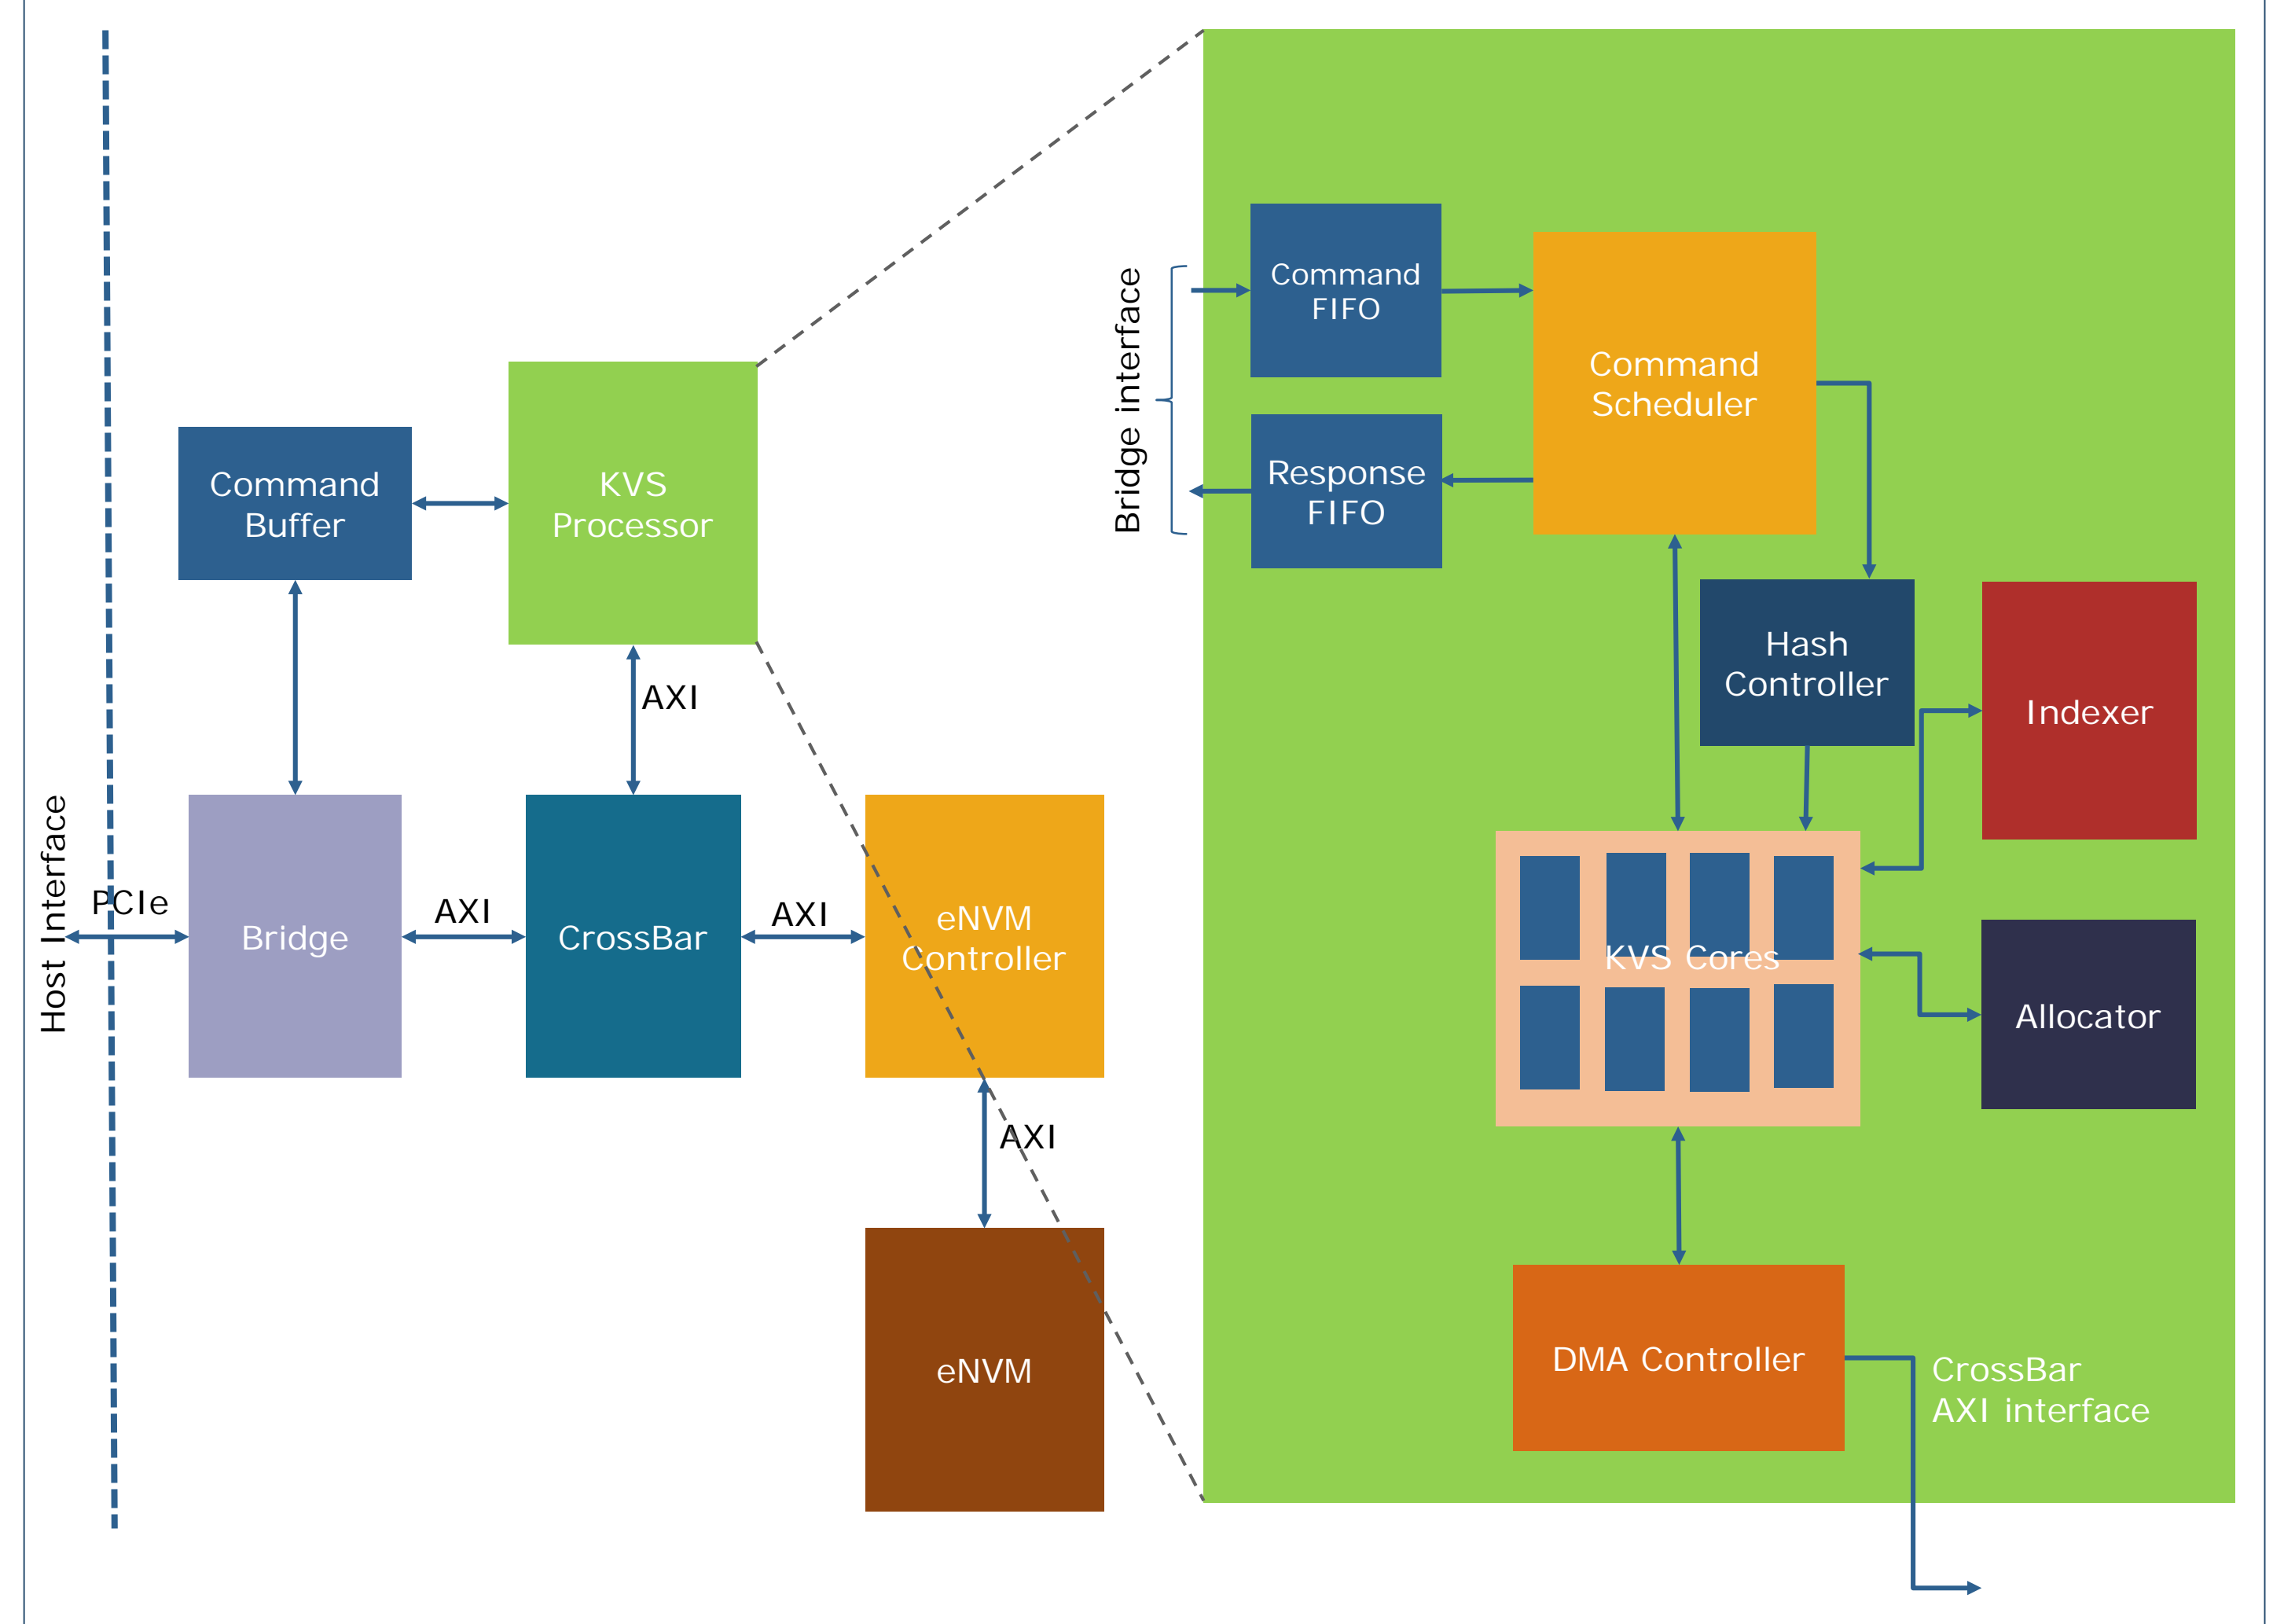 Command
Buffer
KVS
Processor
AXI
Host Interface
PCIe
Bridge
AXI
CrossBar
AXI
eNVM
Controller
AXI
eNVM
Bridge interface
Command
FIFO
Response
FIFO
Command
Scheduler
Hash
Controller
Indexer
KVS Cores
Allocator
DMA Controller
CrossBar
AXI interface